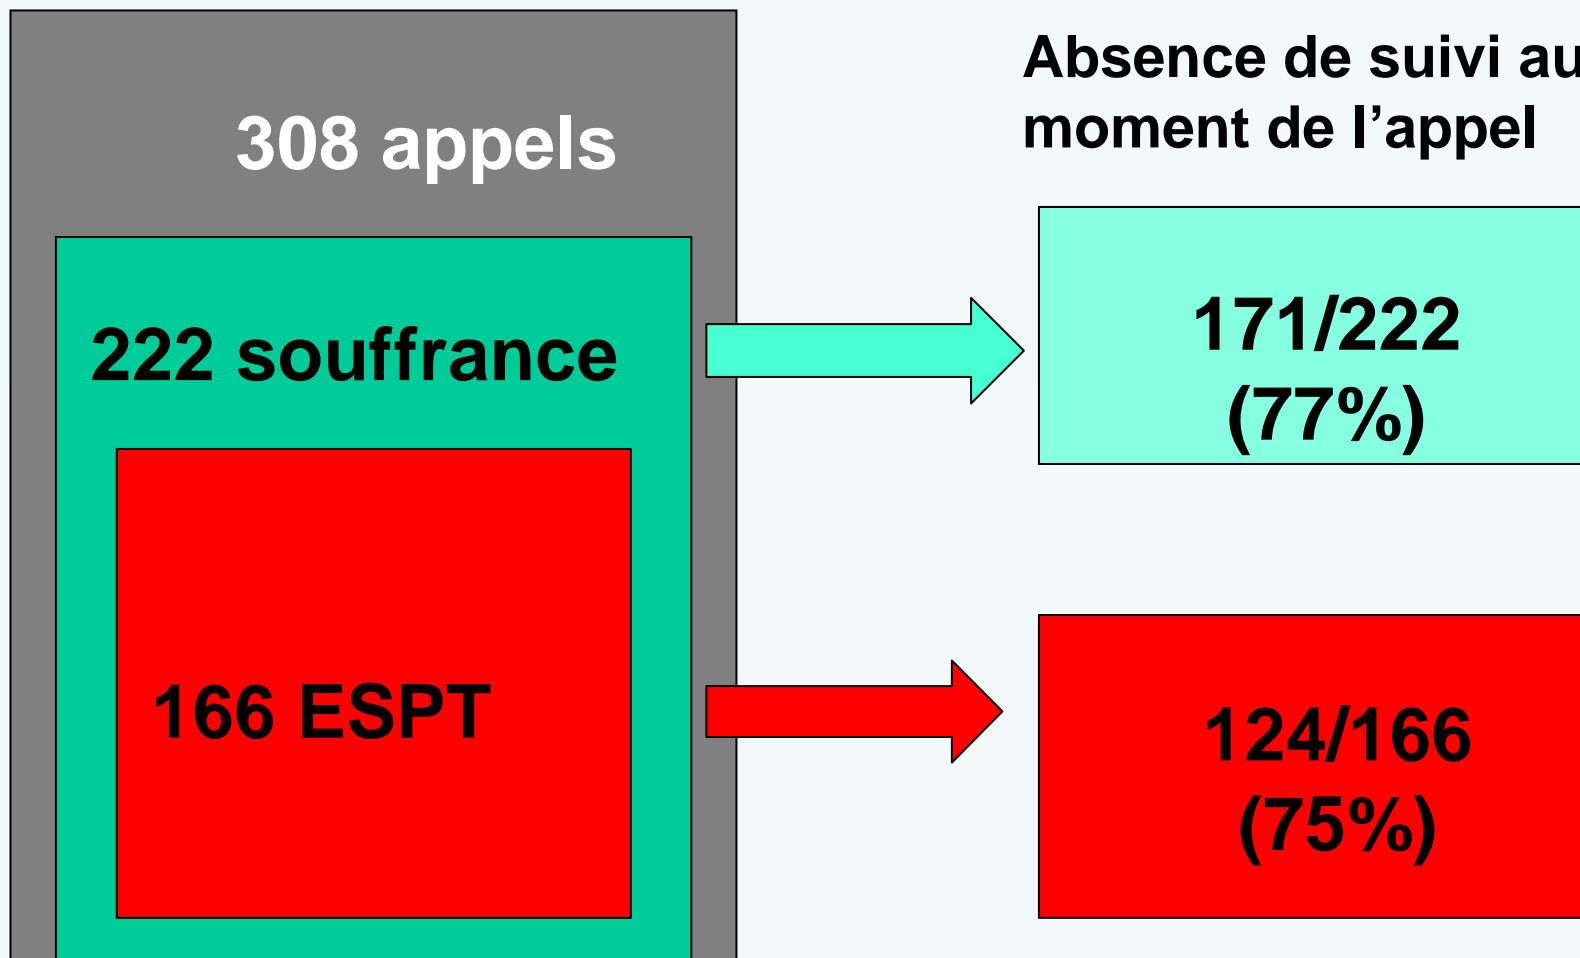 308 appels
222 souffrance
166 ESPT
Absence de suivi au
moment de l’appel
171/222
(77%)
124/166
(75%)